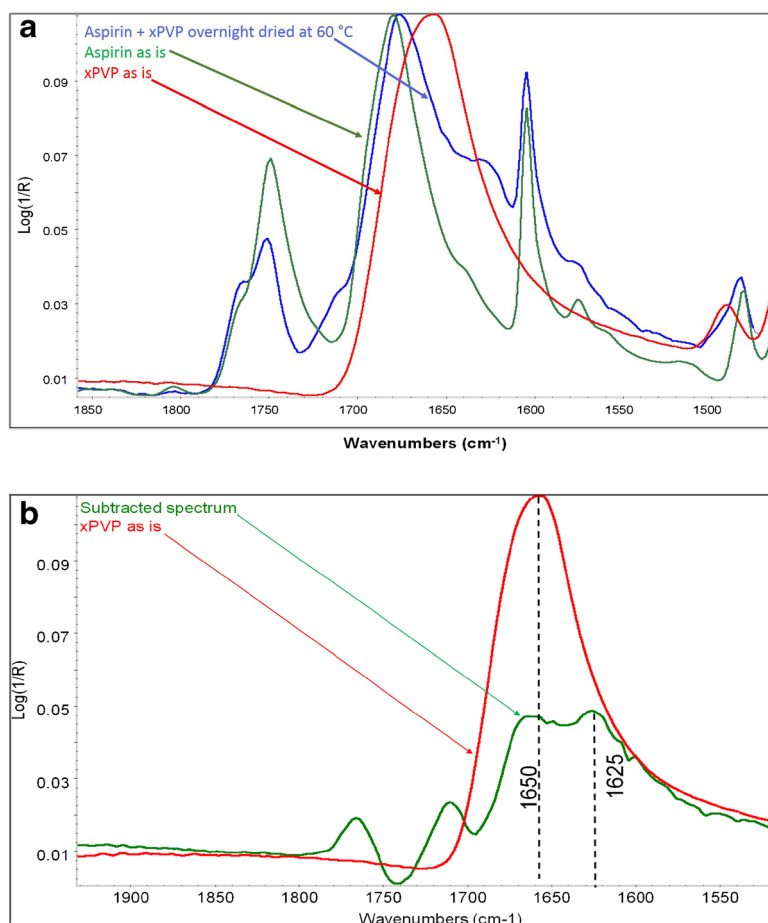 a
Aspirin + xPVP overnight dried at 60 °C
Aspirin as is
xPVP as is
0.09
0.07
0.05
0.03
0.01
Log(1/R)
1850 1800 1750 1700 1650 1600 1550 1500
Wavenumbers (cm-1)
b
Subtracted spectrum
xPVP as is
0.09
0.07
0.05
0.03
0.01
Log(1/R)
1650
1625
1900 1850 1800 1750 1700 1650 1600 1550
Wavenumbers (cm-1)